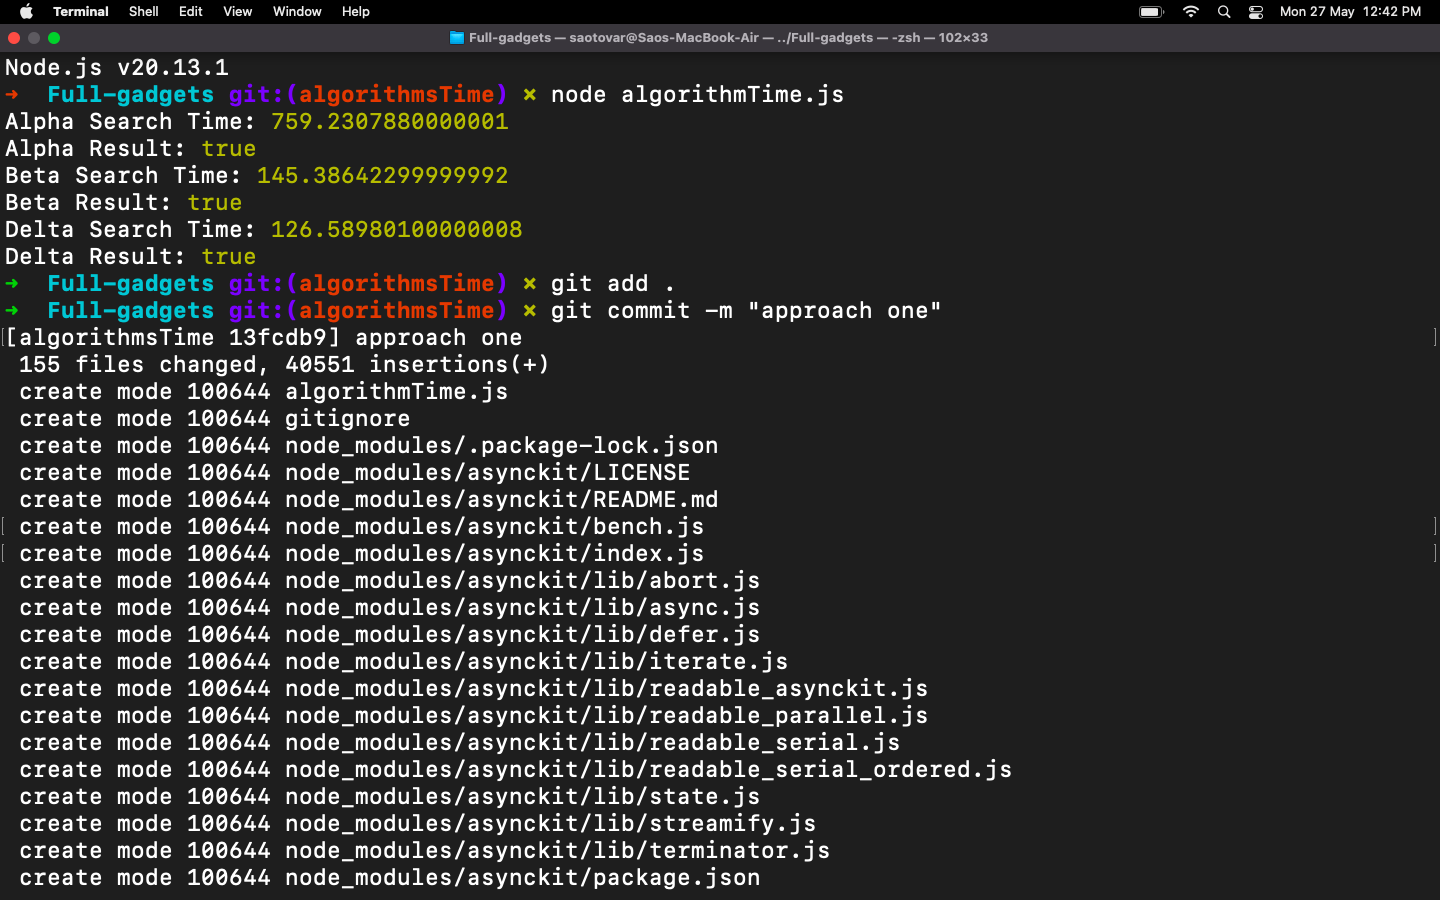 Terminal Shell Edit View Window Help Mon 27 May 12:42 PM
Full-gadgets — saotovar@Saos-MacBook-Air — ../Full-gadgets — -zsh — 102×33
Node.js v20.13.1
➜ Full-gadgets git:(algorithmsTime) ✗ node algorithmTime.js
Alpha Search Time: 759.2307880000001
Alpha Result: true
Beta Search Time: 145.38642299999992
Beta Result: true
Delta Search Time: 126.58980100000008
Delta Result: true
➜ Full-gadgets git:(algorithmsTime) ✗ git add .
➜ Full-gadgets git:(algorithmsTime) ✗ git commit -m "approach one"
[algorithmsTime 13fcdb9] approach one
155 files changed, 40551 insertions(+)
create mode 100644 algorithmTime.js
create mode 100644 gitignore
create mode 100644 node_modules/.package-lock.json
create mode 100644 node_modules/asynckit/LICENSE
create mode 100644 node_modules/asynckit/README.md
create mode 100644 node_modules/asynckit/bench.js
create mode 100644 node_modules/asynckit/index.js
create mode 100644 node_modules/asynckit/lib/abort.js
create mode 100644 node_modules/asynckit/lib/async.js
create mode 100644 node_modules/asynckit/lib/defer.js
create mode 100644 node_modules/asynckit/lib/iterate.js
create mode 100644 node_modules/asynckit/lib/readable_asynckit.js
create mode 100644 node_modules/asynckit/lib/readable_parallel.js
create mode 100644 node_modules/asynckit/lib/readable_serial.js
create mode 100644 node_modules/asynckit/lib/readable_serial_ordered.js
create mode 100644 node_modules/asynckit/lib/state.js
create mode 100644 node_modules/asynckit/lib/streamify.js
create mode 100644 node_modules/asynckit/lib/terminator.js
create mode 100644 node_modules/asynckit/package.json